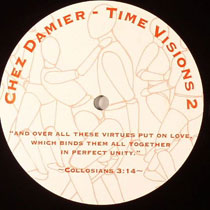 Chez Damier - Time Visions 2
"and over all these virtues put on love,
which binds them all together
in perfect unity."
~ Collosians 3:14~